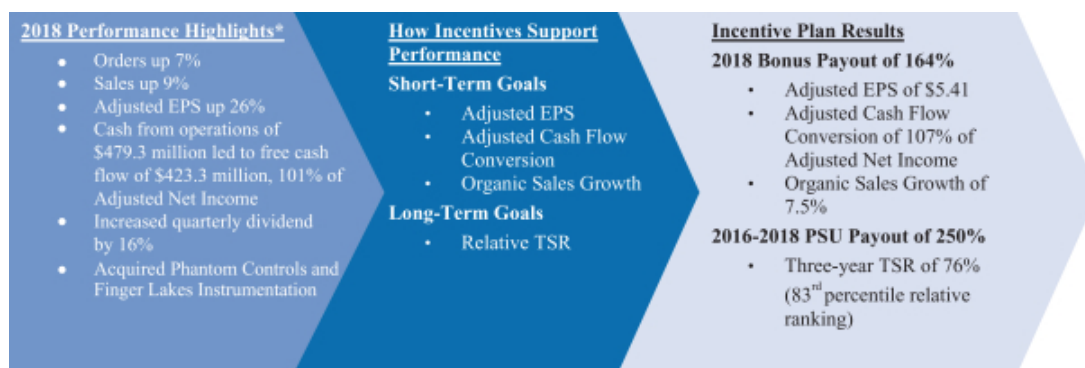 2018 Performance Highlights*
• Orders up 7%
• Sales up 9%
• Adjusted EPS up 26%
• Cash from operations of
$479.3 million led to free cash
flow of $423.3 million, 101% of
Adjusted Net Income
• Increased quarterly dividend
by 16%
• Acquired Phantom Controls and
Finger Lakes Instrumentation
How Incentives Support
Performance
Short-Term Goals
• Adjusted EPS
• Adjusted Cash Flow
Conversion
• Organic Sales Growth
Long-Term Goals
• Relative TSR
Incentive Plan Results
2018 Bonus Payout of 164%
• Adjusted EPS of $5.41
• Adjusted Cash Flow
Conversion of 107% of
Adjusted Net Income
• Organic Sales Growth of
7.5%
2016-2018 PSU Payout of 250%
• Three-year TSR of 76%
(83rd percentile relative
ranking)